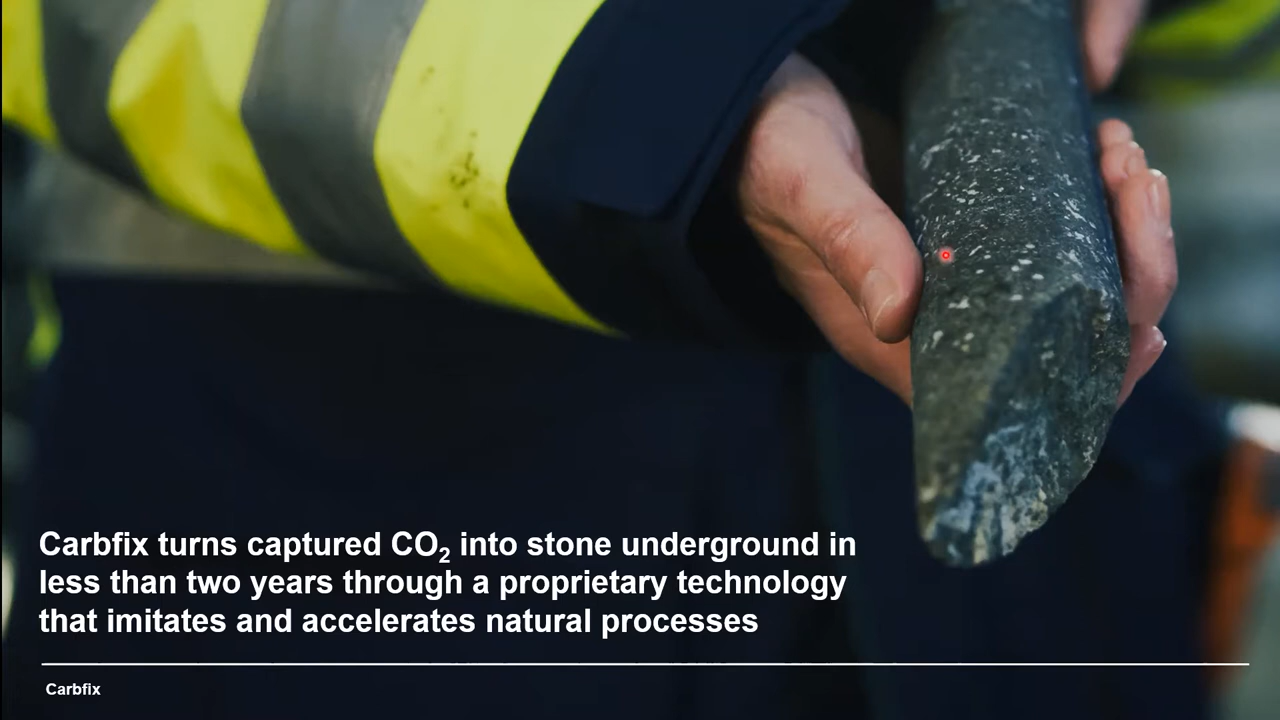 Carbfix turns captured CO₂ into stone underground in
less than two years through a proprietary technology
that imitates and accelerates natural processes
Carbfix